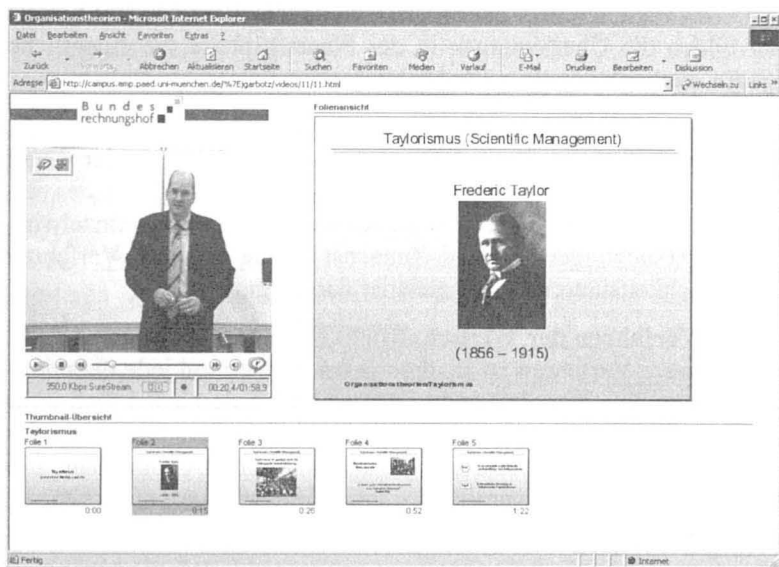 Organisationstheorien - Microsoft Internet Explorer
Datei Bearbeiten Ansicht Favoriten Extras ?
Zurück Abbrechen Aktualisieren Startseite Suchen Favoriten Medien Verlauf E-Mail Drucken Bearbeiten Diskussion
Adresse http://campus.emp.paed.uni-muenchen.de/%7Ejgarbotz/videos/11/11.html Wechseln zu Links »
Bundes
rechnungshof
Folienansicht
Taylorismus (Scientific Management)
Frederic Taylor
(1856 – 1915)
Organisationstheorien/Taylorismus
350,0 Kbps SureStream 00:20,4/01:58,9
Thumbnail-Übersicht
Taylorismus
Folie 1 Folie 2 Folie 3 Folie 4 Folie 5
0:00 0:15 0:26 0:52 1:22
Fertig Internet